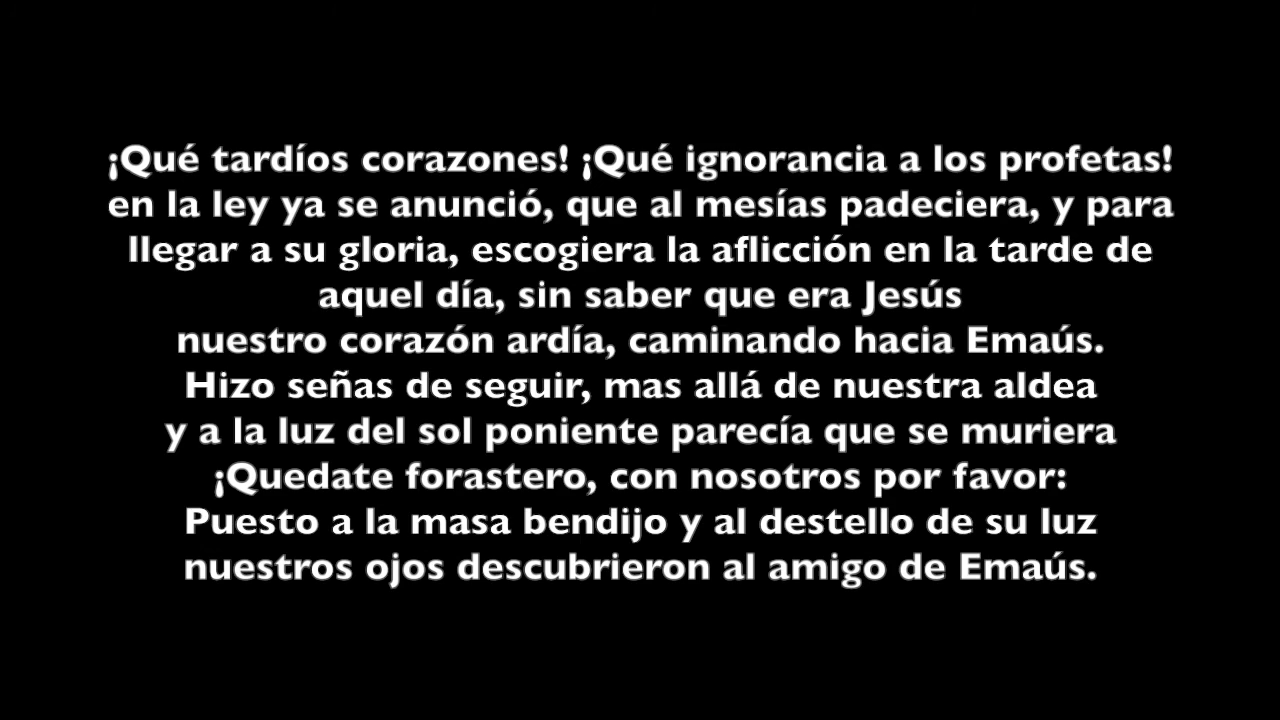 ¡Qué tardíos corazones! ¡Qué ignorancia a los profetas!
en la ley ya se anunció, que al mesías padeciera, y para
llegar a su gloria, escogiera la aflicción en la tarde de
aquel día, sin saber que era Jesús
nuestro corazón ardía, caminando hacia Emaús.
Hizo señas de seguir, mas allá de nuestra aldea
y a la luz del sol poniente parecía que se muriera
¡Quedate forastero, con nosotros por favor:
Puesto a la masa bendijo y al destello de su luz
nuestros ojos descubrieron al amigo de Emaús.